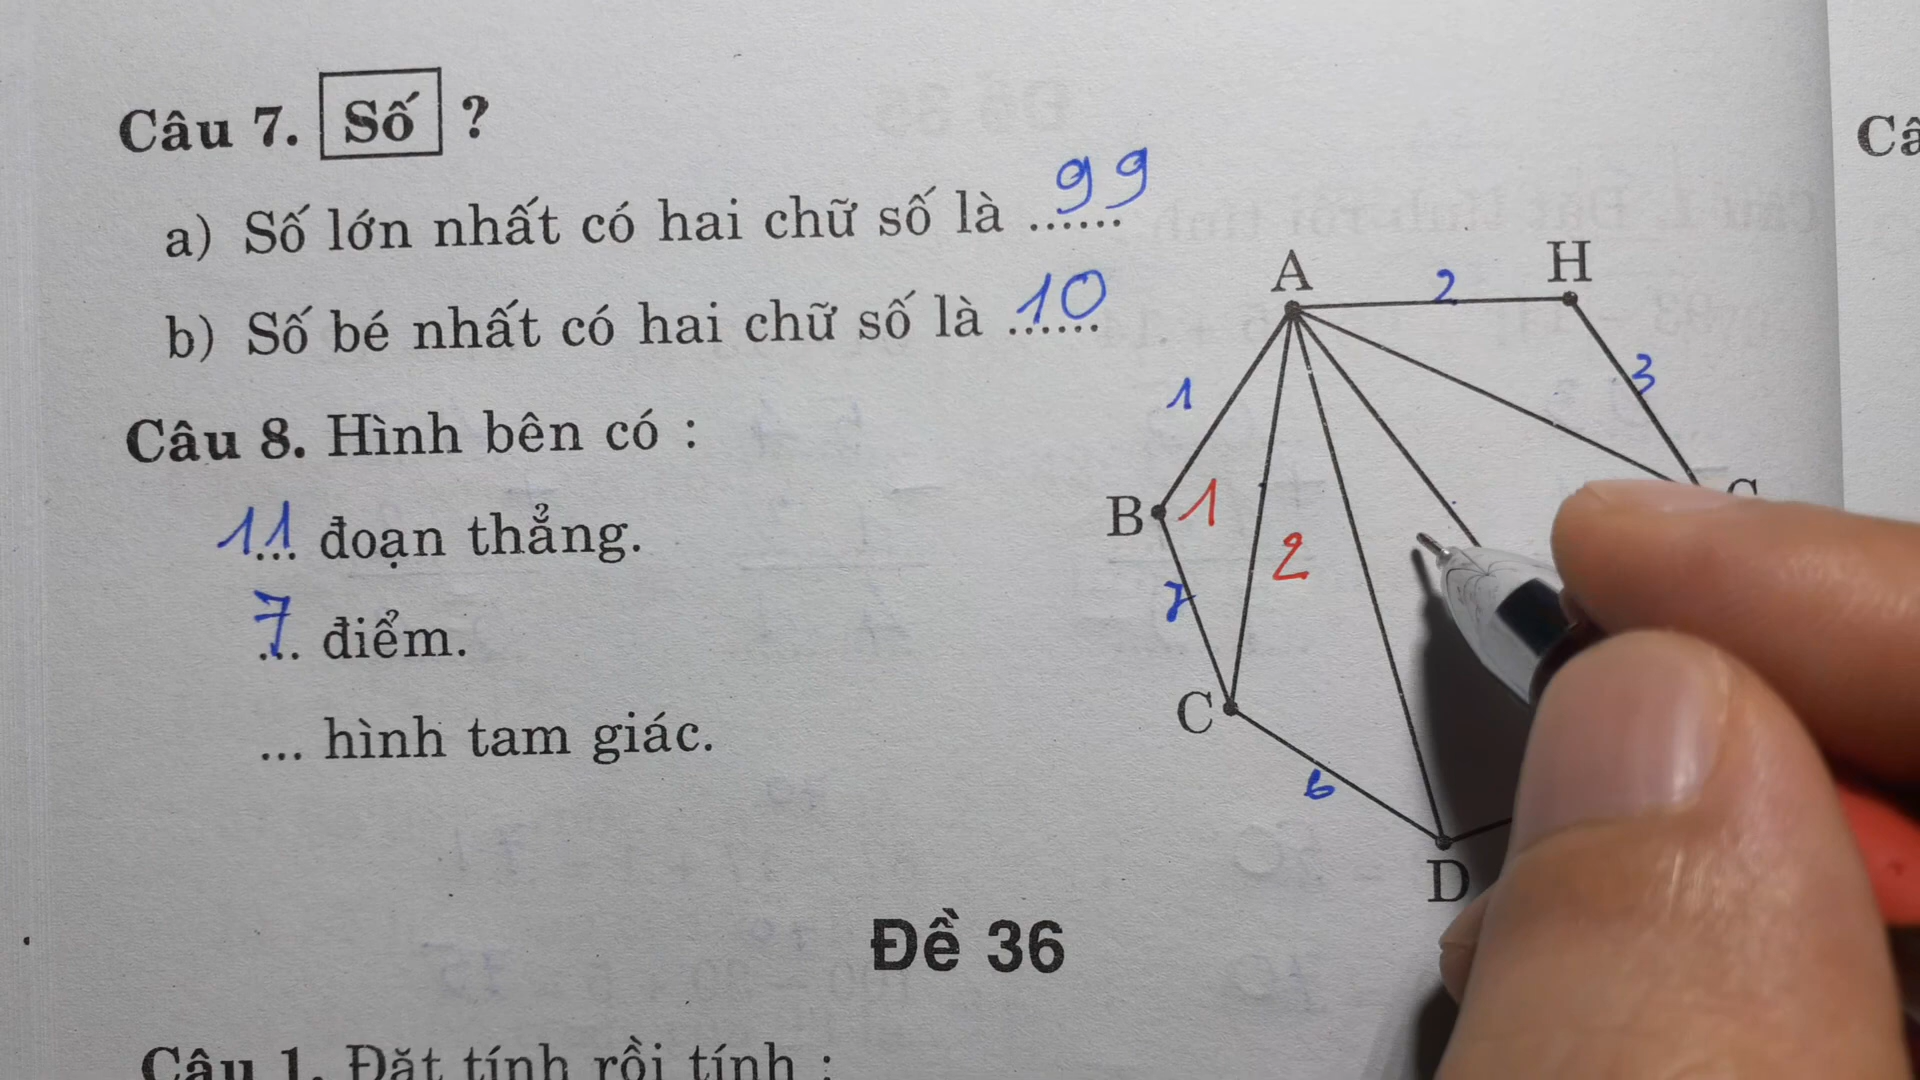 Câu 7. Số ?
a) Số lớn nhất có hai chữ số là ...... 99
b) Số bé nhất có hai chữ số là ...... 10
Câu 8. Hình bên có :
11 ... đoạn thẳng.
7 ... điểm.
... hình tam giác.
A
2
H
1
3
B
1
2
7
C
6
D
Đề 36
Câu 1. Đặt tính rồi tính :